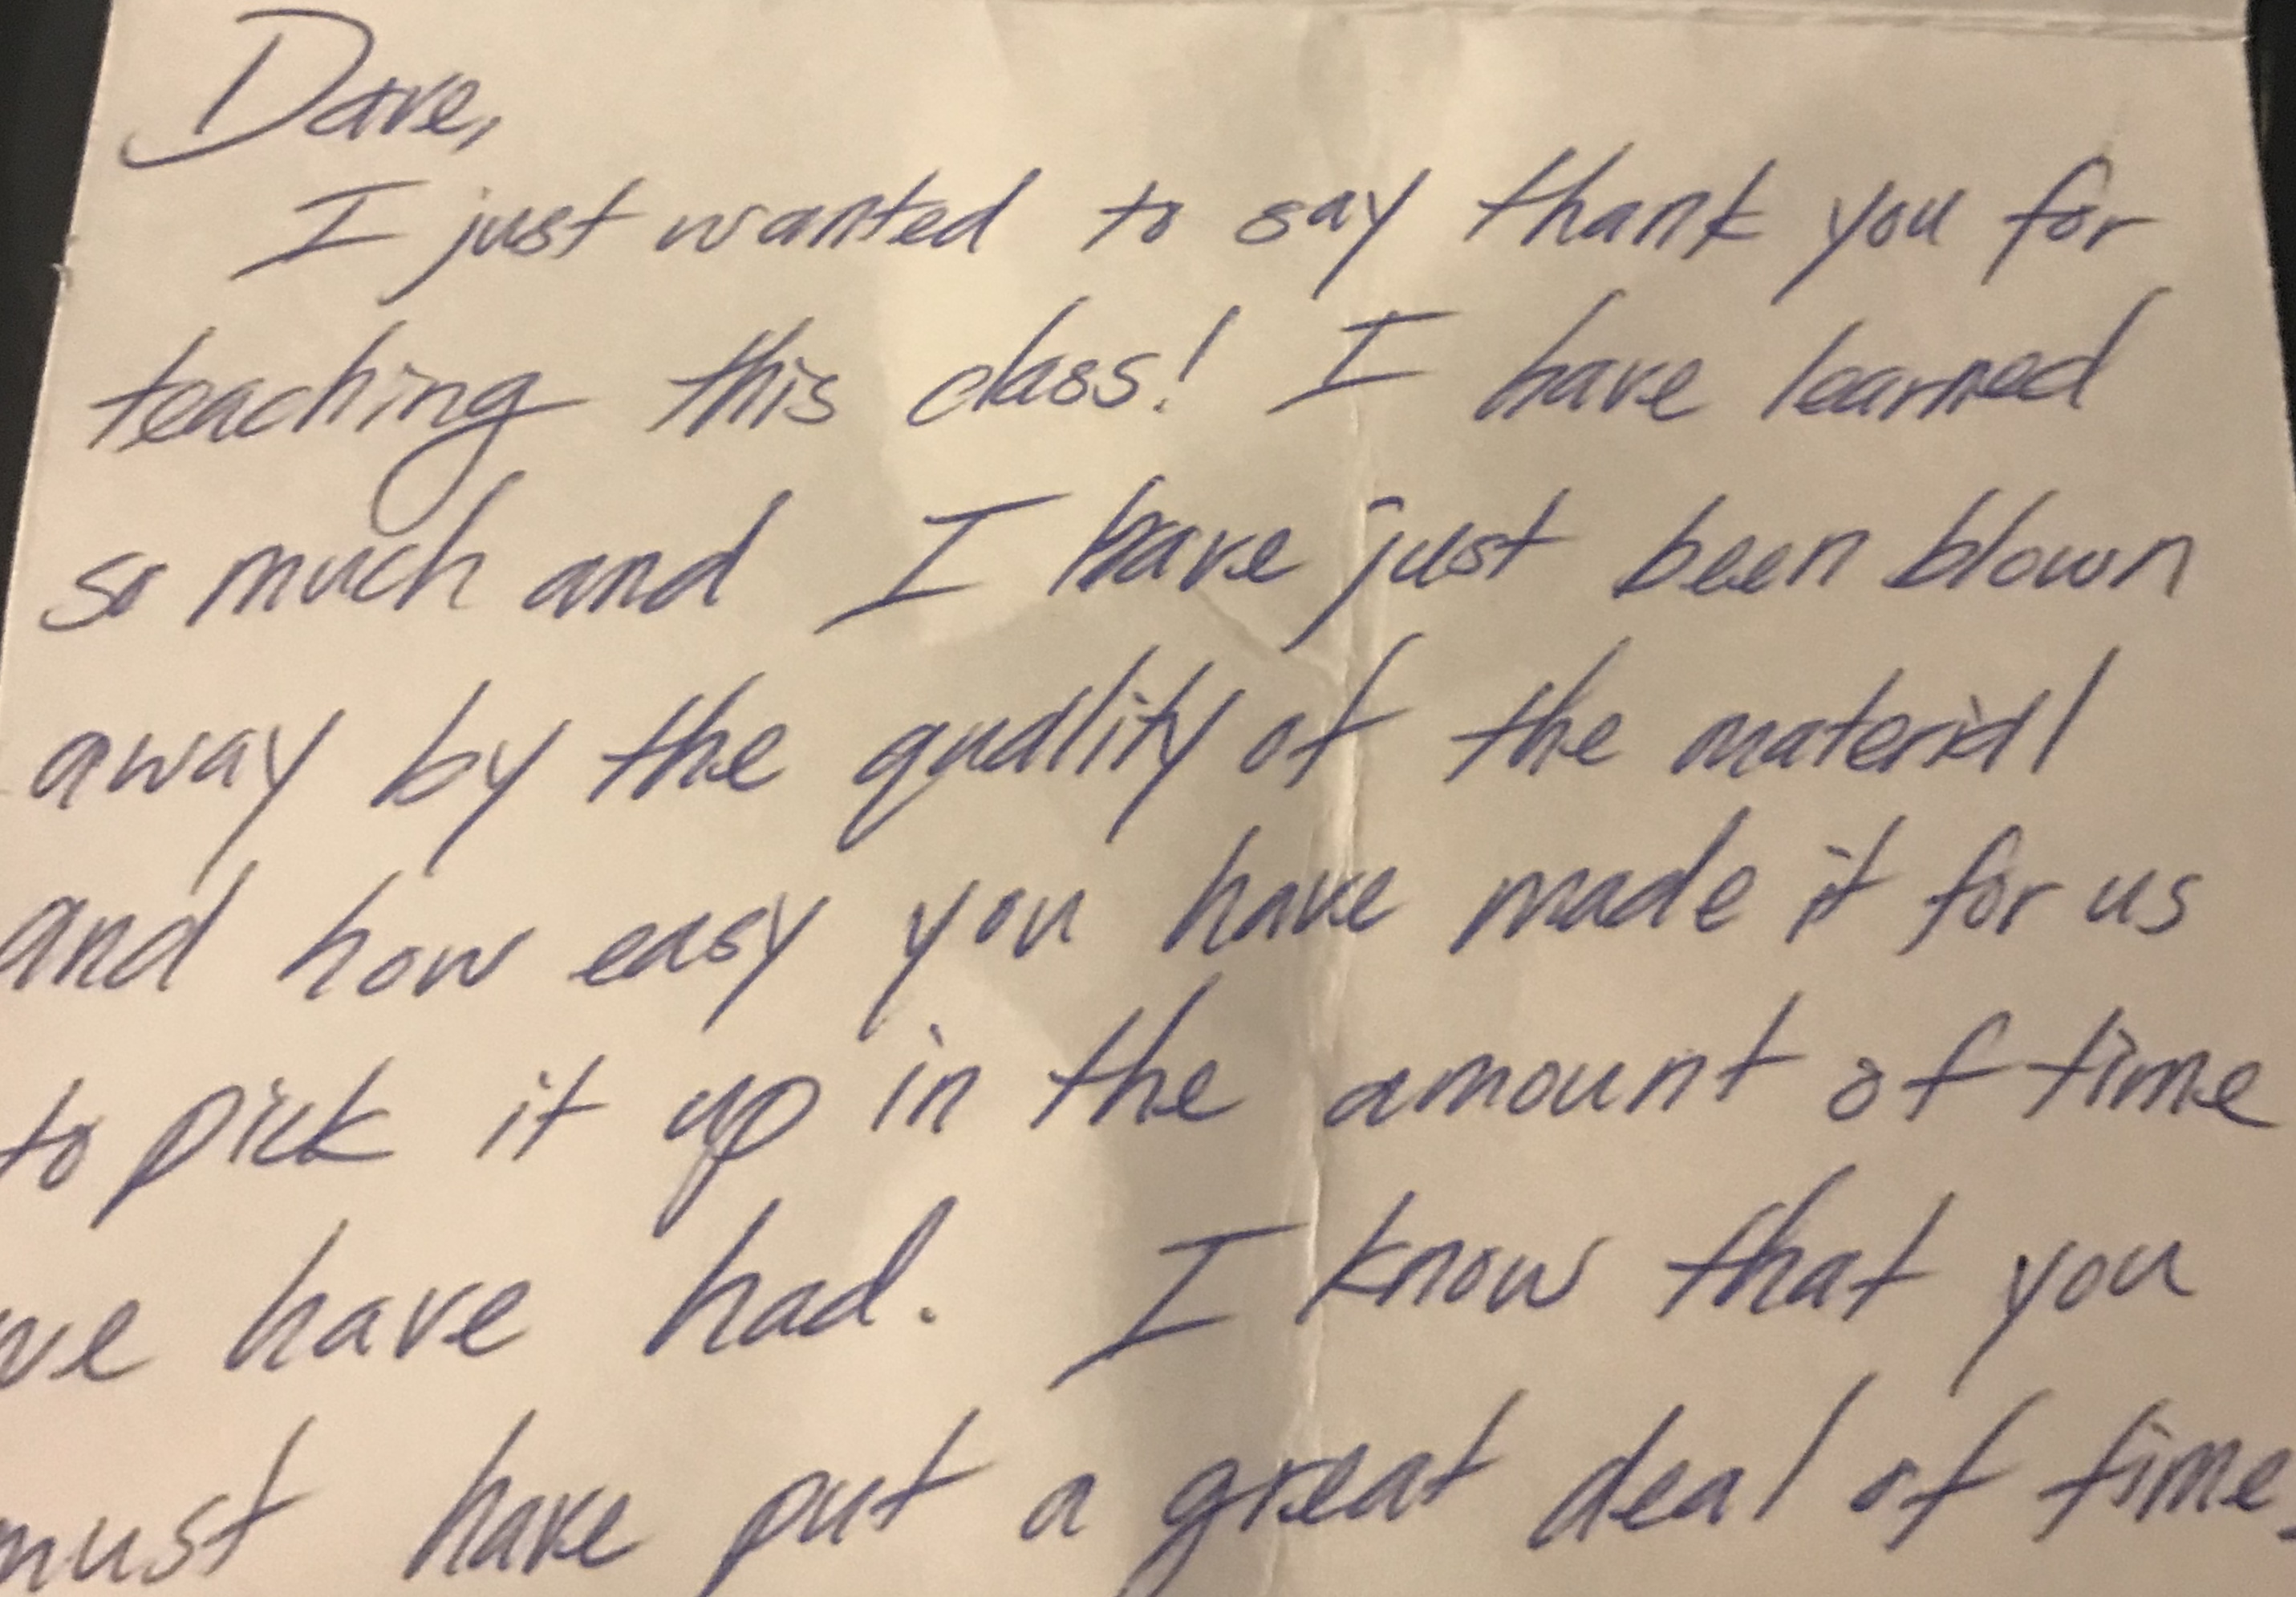 Dave,
I just wanted to say thank you for
teaching this class! I have learned
so much and I have just been blown
away by the quality of the material
and how easy you have made it for us
to pick it up in the amount of time
we have had. I know that you
must have put a great deal of time